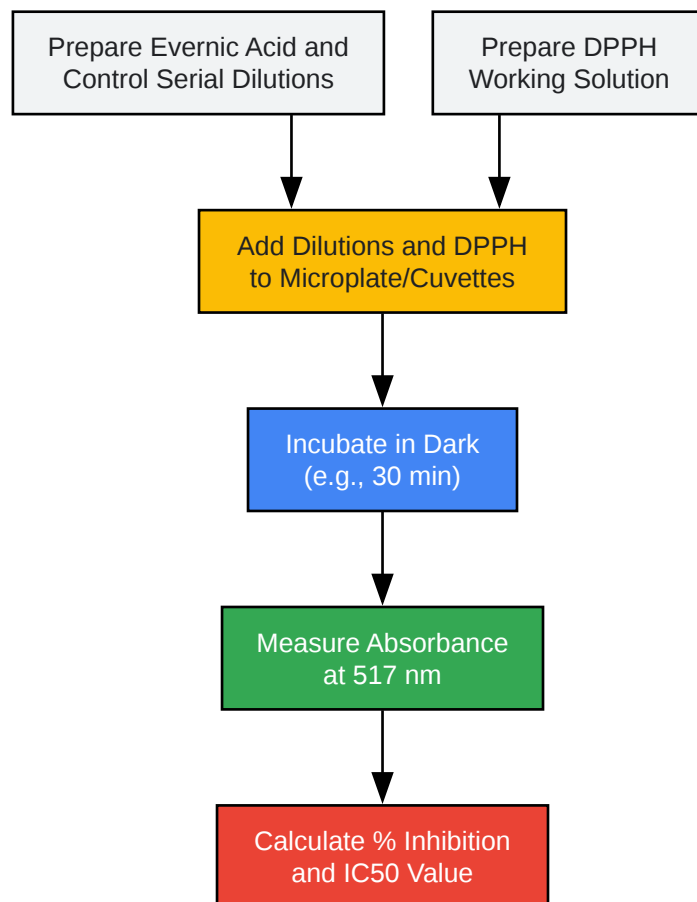 Prepare Evernic Acid and
Control Serial Dilutions
Prepare DPPH
Working Solution
Add Dilutions and DPPH
to Microplate/Cuvettes
Incubate in Dark
(e.g., 30 min)
Measure Absorbance
at 517 nm
Calculate % Inhibition
and IC50 Value